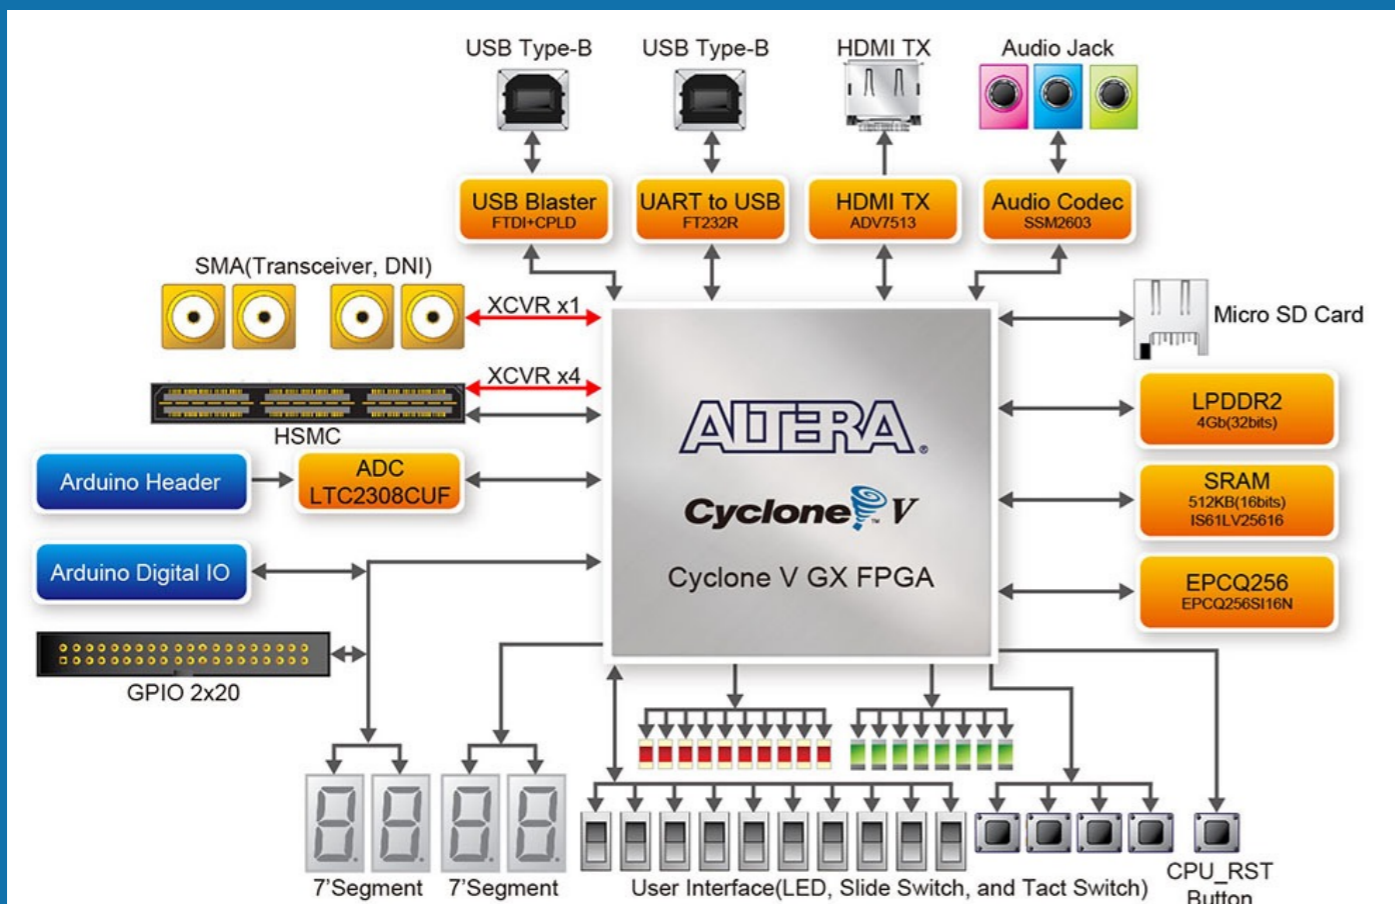 USB Type-B
USB Type-B
HDMI TX
Audio Jack
USB Blaster
FTDI+CPLD
UART to USB
FT232R
HDMI TX
ADV7513
Audio Codec
SSM2603
SMA(Transceiver, DNI)
XCVR x1
Micro SD Card
XCVR x4
HSMC
LPDDR2
4Gb(32bits)
ALTERA®
Cyclone™ V
Cyclone V GX FPGA
Arduino Header
ADC
LTC2308CUF
SRAM
512KB(16bits)
IS61LV25616
Arduino Digital IO
EPCQ256
EPCQ256SI16N
GPIO 2x20
7'Segment
7'Segment
User Interface(LED, Slide Switch, and Tact Switch)
CPU_RST
Button